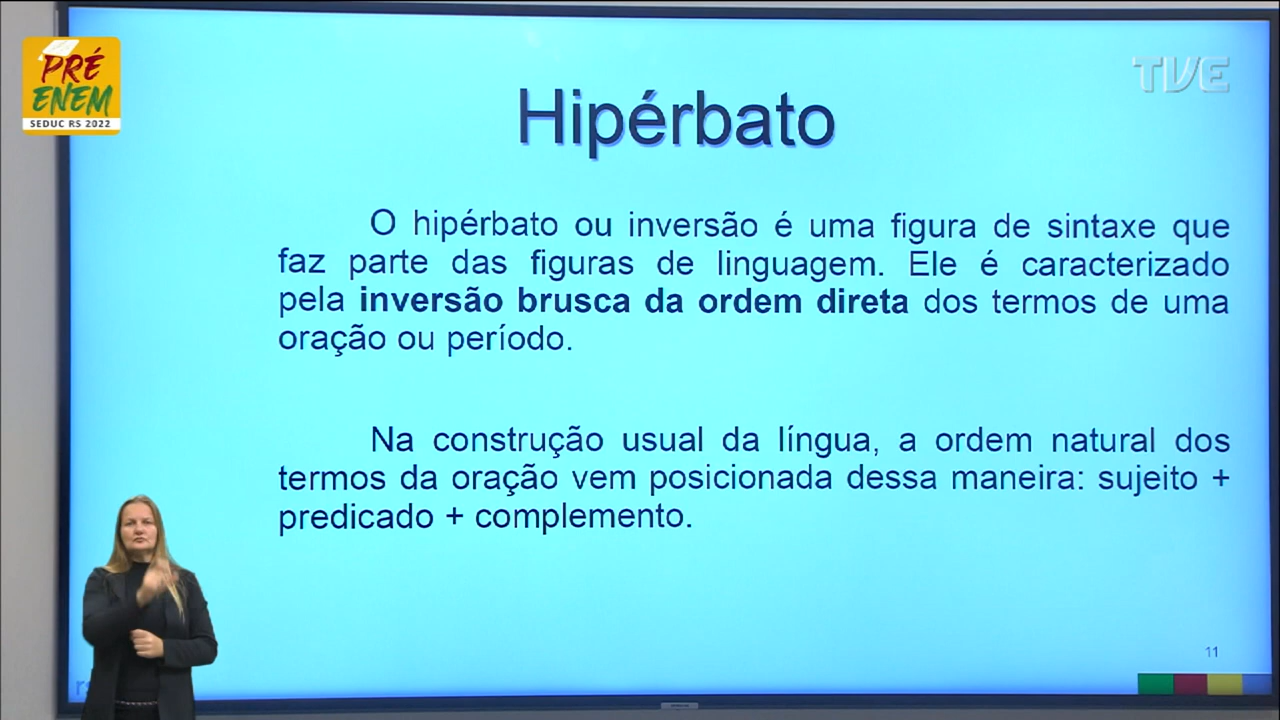 PRÉ
ENEM
SEDUC RS 2022
TVE
Hipérbato
O hipérbato ou inversão é uma figura de sintaxe que
faz parte das figuras de linguagem. Ele é caracterizado
pela inversão brusca da ordem direta dos termos de uma
oração ou período.
Na construção usual da língua, a ordem natural dos
termos da oração vem posicionada dessa maneira: sujeito +
predicado + complemento.
11